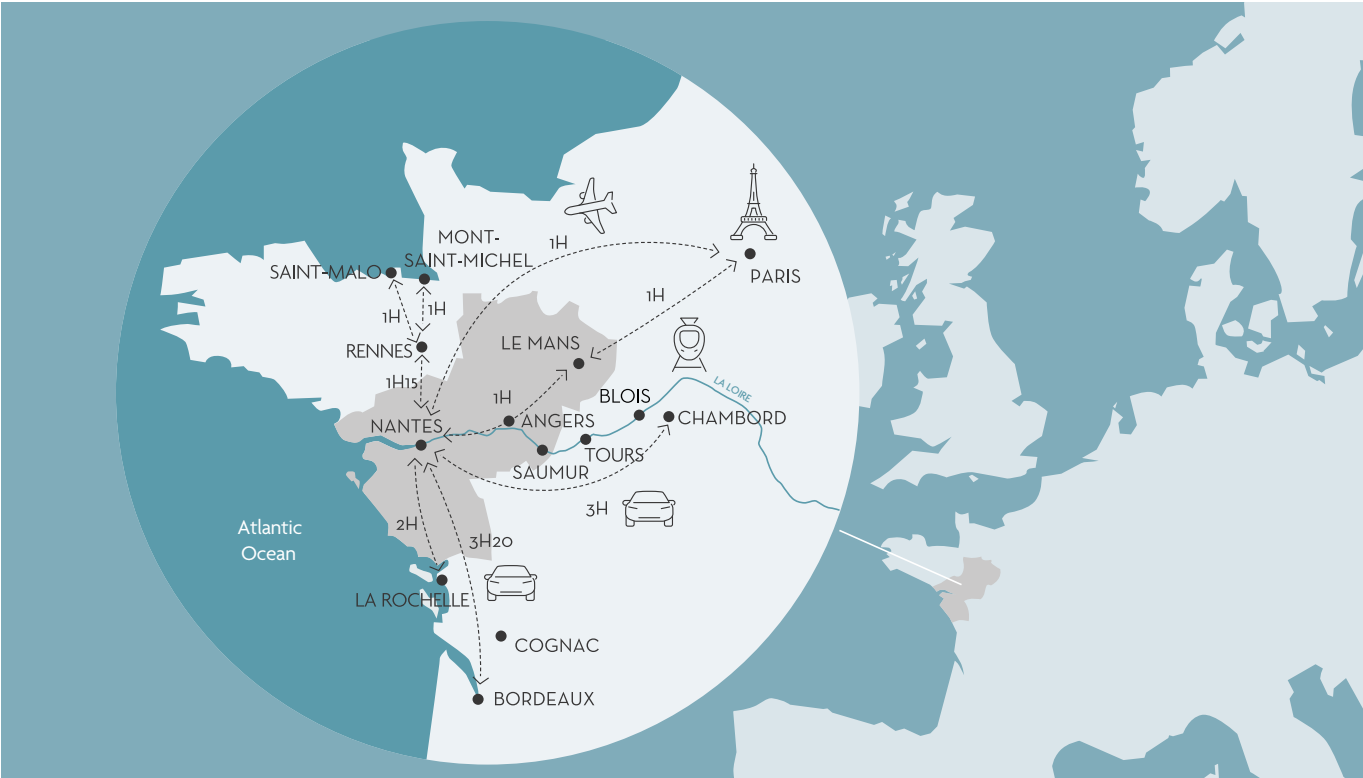 1H
MONT-
SAINT-MICHEL
SAINT-MALO
PARIS
1H
1H
1H
RENNES
LE MANS
1H15
LA LOIRE
1H
BLOIS
NANTES
ANGERS
CHAMBORD
TOURS
SAUMUR
3H
2H
3H20
Atlantic
Ocean
LA ROCHELLE
COGNAC
BORDEAUX